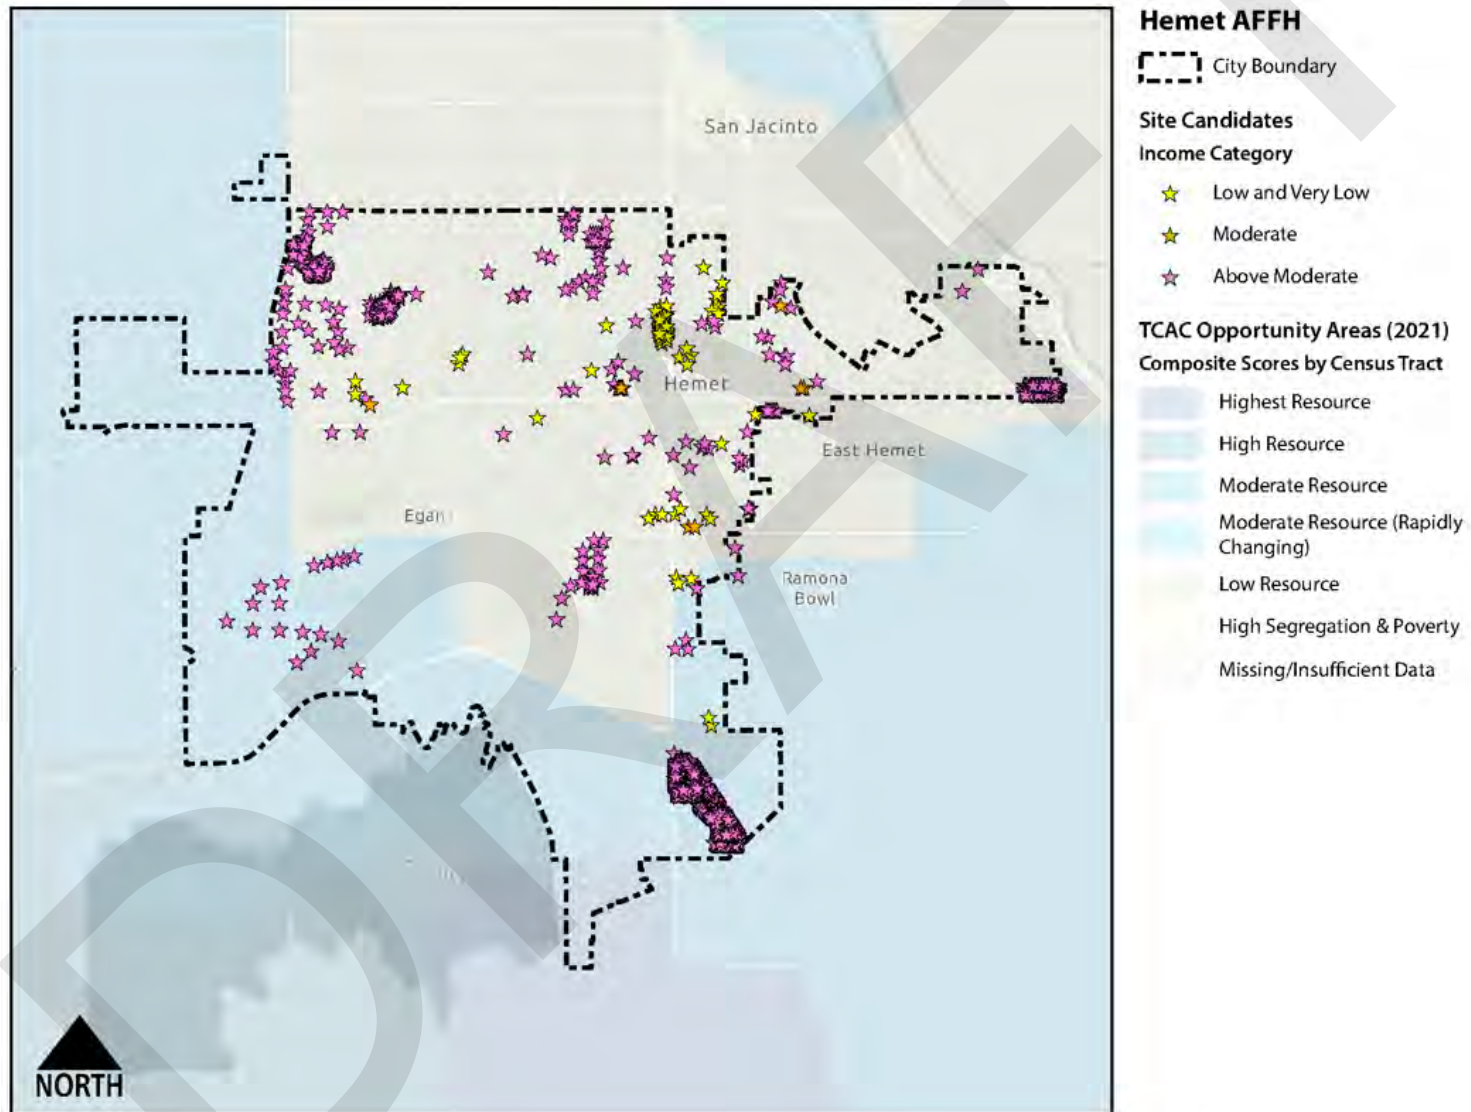 San Jacinto
Hemet
East Hemet
Egan
Ramona
Bowl
NORTH
DRAFT
Hemet AFFH
City Boundary
Site Candidates
Income Category
Low and Very Low
Moderate
Above Moderate
TCAC Opportunity Areas (2021)
Composite Scores by Census Tract
Highest Resource
High Resource
Moderate Resource
Moderate Resource (Rapidly
Changing)
Low Resource
High Segregation & Poverty
Missing/Insufficient Data